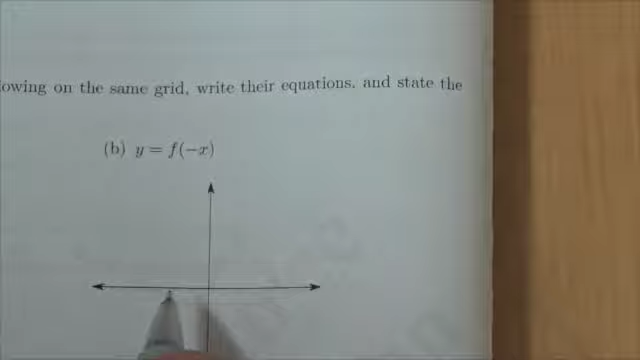 owing on the same grid, write their equations, and state the
(b) y = f(−x)